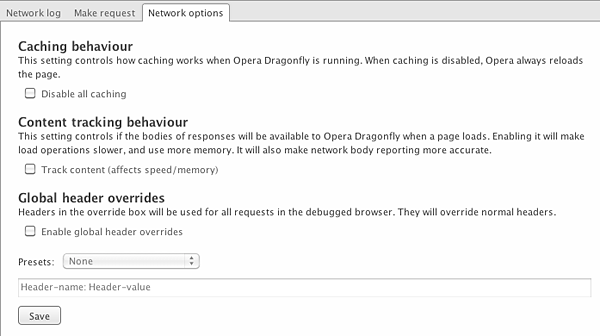 Network log Make request Network options
Caching behaviour
This setting controls how caching works when Opera Dragonfly is running. When caching is disabled, Opera always reloads
the page.
Disable all caching
Content tracking behaviour
This setting controls if the bodies of responses will be available to Opera Dragonfly when a page loads. Enabling it will make
load operations slower, and use more memory. It will also make network body reporting more accurate.
Track content (affects speed/memory)
Global header overrides
Headers in the override box will be used for all requests in the debugged browser. They will override normal headers.
Enable global header overrides
Presets: None
Header-name: Header-value
Save